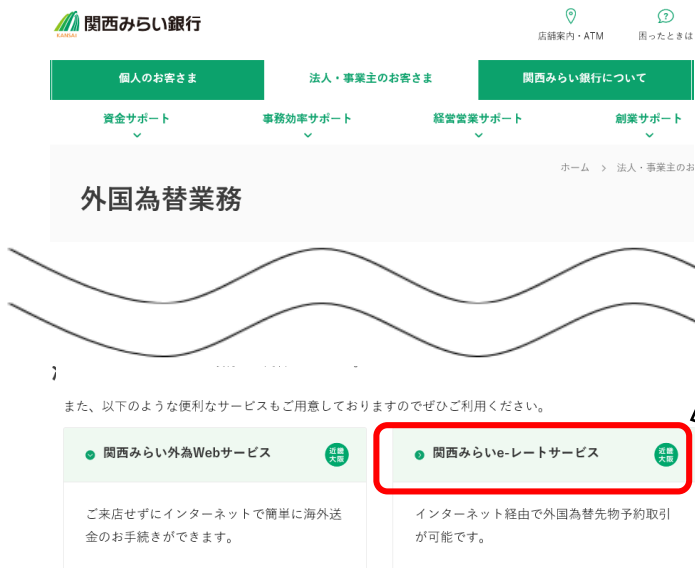 関西みらい銀行
KANSAI
店舗案内・ATM
困ったときは
個人のお客さま
法人・事業主のお客さま
関西みらい銀行について
資金サポート
事務効率サポート
経営営業サポート
創業サポート
ホーム > 法人・事業主のお
外国為替業務
また、以下のような便利なサービスもご用意しておりますのでぜひご利用ください。
関西みらい外為Webサービス
近畿
大阪
関西みらいe-レートサービス
近畿
大阪
ご来店せずにインターネットで簡単に海外送
金のお手続きができます。
インターネット経由で外国為替先物予約取引
が可能です。